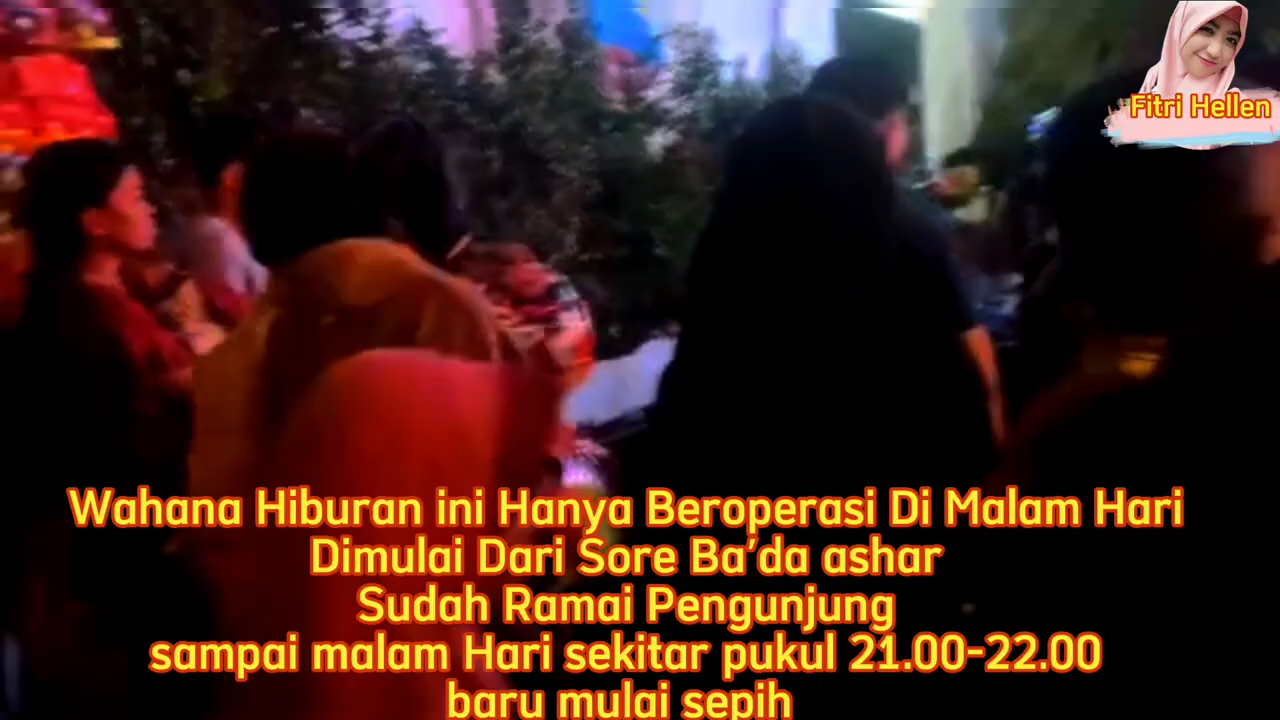 Fitri Hellen
Wahana Hiburan ini Hanya Beroperasi Di Malam Hari
Dimulai Dari Sore Ba'da ashar
Sudah Ramai Pengunjung
sampai malam Hari sekitar pukul 21.00-22.00
baru mulai sepih